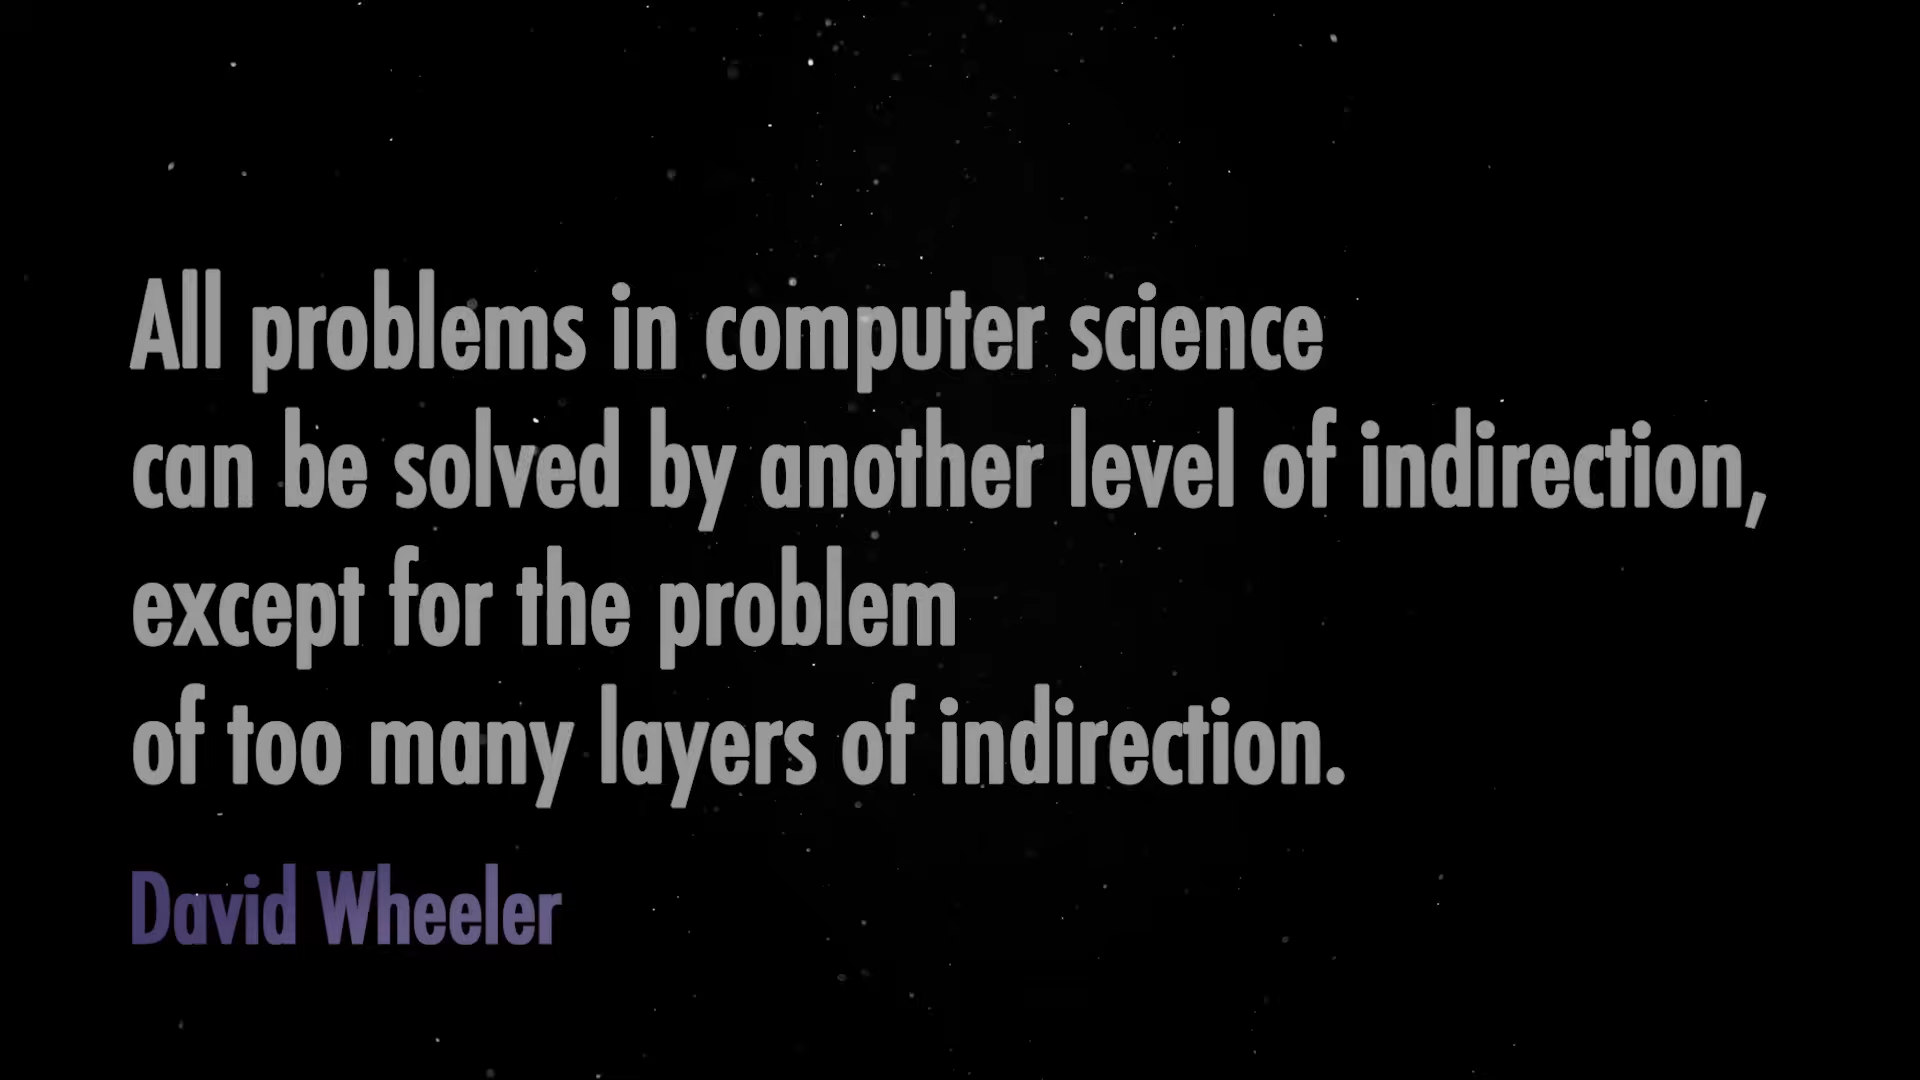 All problems in computer science
can be solved by another level of indirection,
except for the problem
of too many layers of indirection.
David Wheeler